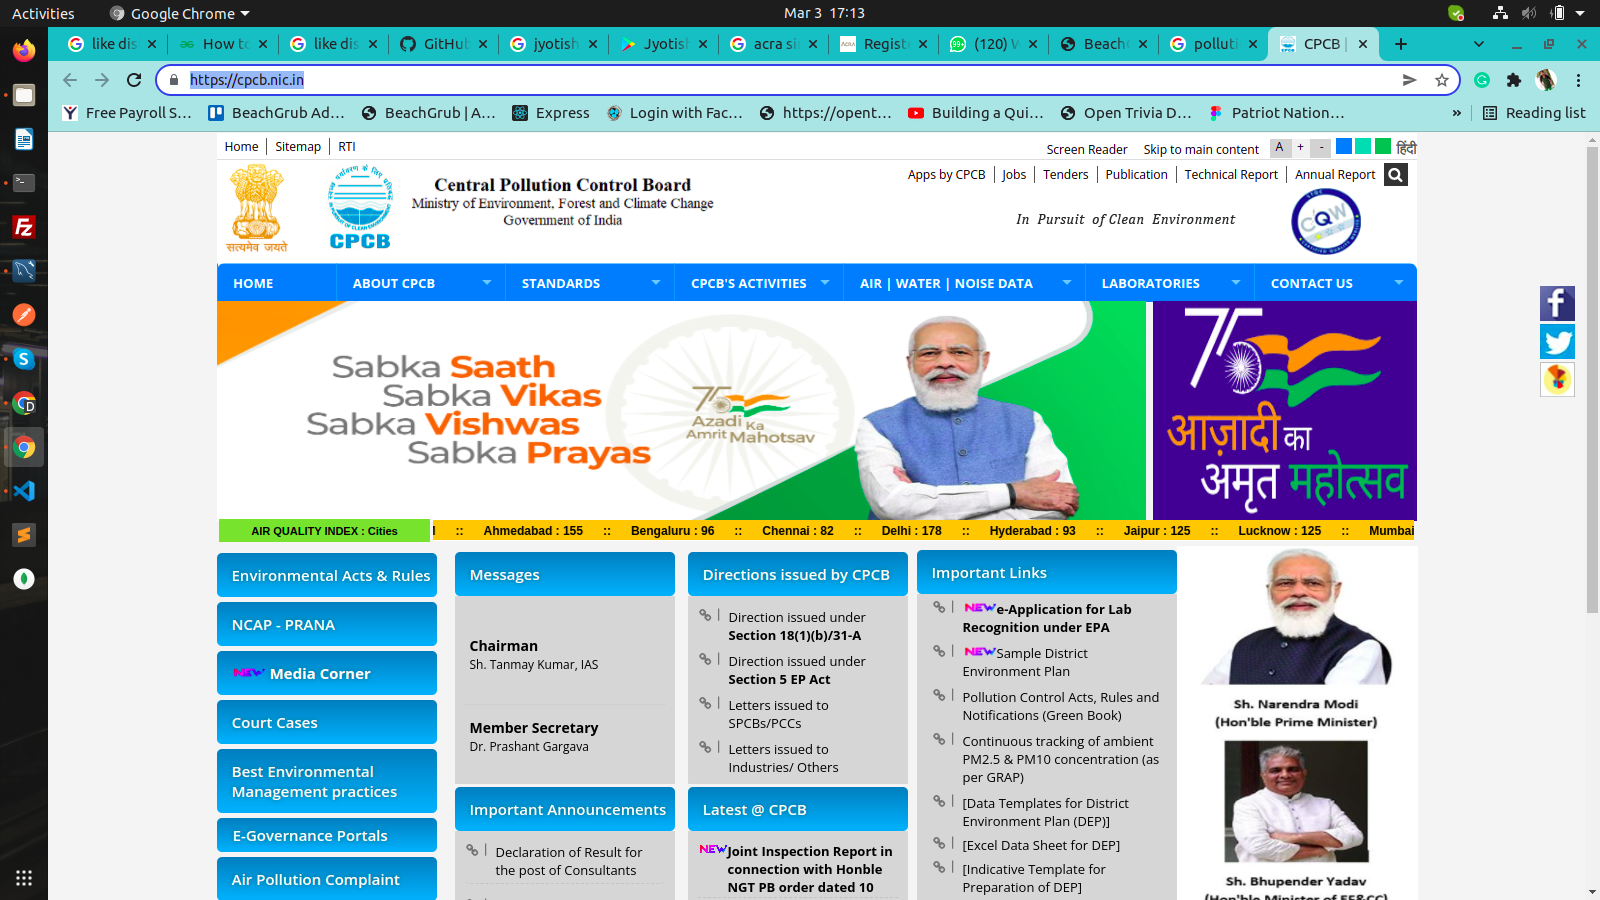 Activities
Google Chrome
Mar 3 17:13
like dis
How to
like dis
GitHub
jyotish
Jyotish
acra si
Registe
(120) W
BeachG
polluti
CPCB |
https://cpcb.nic.in
Free Payroll S…
BeachGrub Ad…
BeachGrub | A…
Express
Login with Fac…
https://opent…
Building a Qui…
Open Trivia D…
Patriot Nation…
»
Reading list
Home
Sitemap
RTI
Screen Reader
Skip to main content
A
+
-
हिंदी
सत्यमेव जयते
CPCB
Central Pollution Control Board
Ministry of Environment, Forest and Climate Change
Government of India
Apps by CPCB
Jobs
Tenders
Publication
Technical Report
Annual Report
In Pursuit of Clean Environment
CQW
HOME
ABOUT CPCB
STANDARDS
CPCB'S ACTIVITIES
AIR | WATER | NOISE DATA
LABORATORIES
CONTACT US
Sabka Saath
Sabka Vikas
Sabka Vishwas
Sabka Prayas
75
Azadi Ka
Amrit Mahotsav
75
आज़ादी का
अमृत महोत्सव
AIR QUALITY INDEX : Cities
:: Ahmedabad : 155 :: Bengaluru : 96 :: Chennai : 82 :: Delhi : 178 :: Hyderabad : 93 :: Jaipur : 125 :: Lucknow : 125 :: Mumbai
Environmental Acts & Rules
NCAP - PRANA
NEW Media Corner
Court Cases
Best Environmental
Management practices
E-Governance Portals
Air Pollution Complaint
Messages
Chairman
Sh. Tanmay Kumar, IAS
Member Secretary
Dr. Prashant Gargava
Important Announcements
Declaration of Result for
the post of Consultants
Directions issued by CPCB
Direction issued under
Section 18(1)(b)/31-A
Direction issued under
Section 5 EP Act
Letters issued to
SPCBs/PCCs
Letters issued to
Industries/ Others
Latest @ CPCB
NEW Joint Inspection Report in
connection with Honble
NGT PB order dated 10
Important Links
NEW e-Application for Lab
Recognition under EPA
NEW Sample District
Environment Plan
Pollution Control Acts, Rules and
Notifications (Green Book)
Continuous tracking of ambient
PM2.5 & PM10 concentration (as
per GRAP)
[Data Templates for District
Environment Plan (DEP)]
[Excel Data Sheet for DEP]
[Indicative Template for
Preparation of DEP]
Sh. Narendra Modi
(Hon'ble Prime Minister)
Sh. Bhupender Yadav
(Hon'ble Minister of EF&CC)